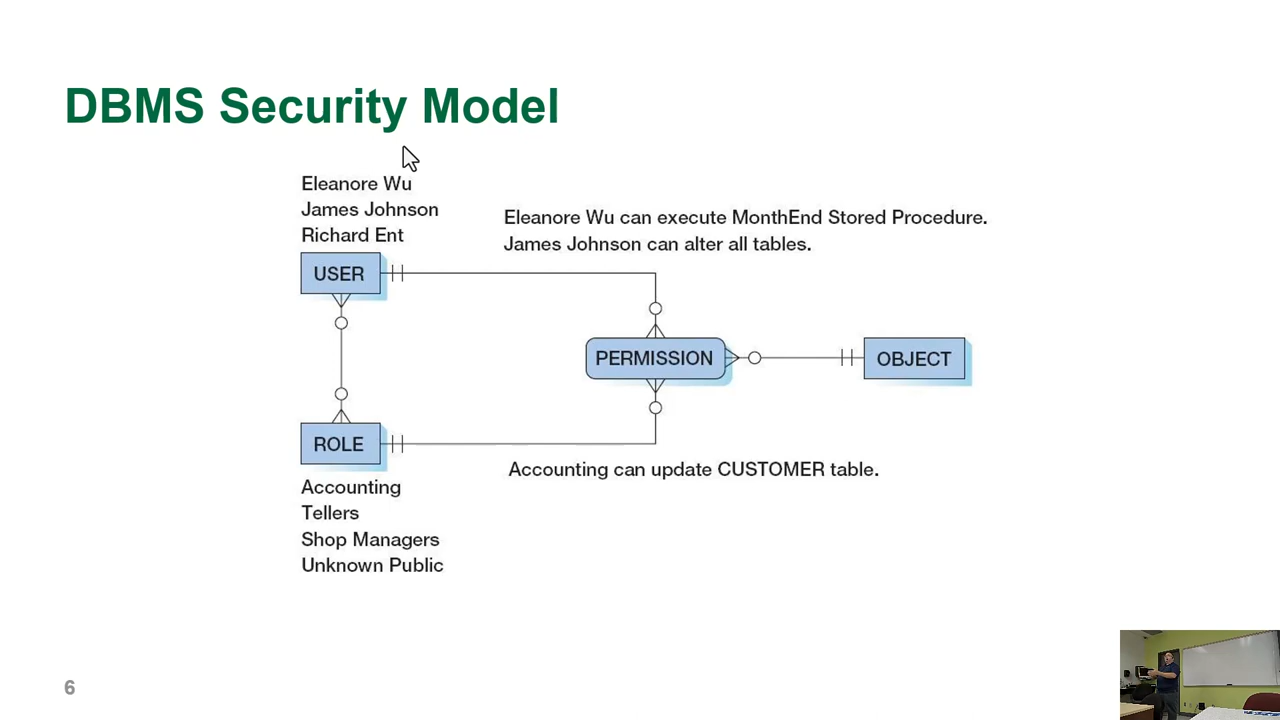 DBMS Security Model
Eleanore Wu
James Johnson
Richard Ent
Eleanore Wu can execute MonthEnd Stored Procedure.
James Johnson can alter all tables.
USER
PERMISSION
OBJECT
ROLE
Accounting can update CUSTOMER table.
Accounting
Tellers
Shop Managers
Unknown Public
6